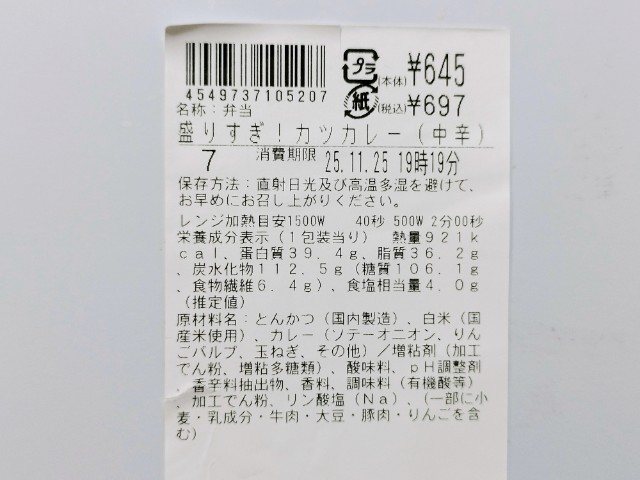 プラ
(本体)¥645
4549737105207
紙
(税込)¥697
名称：弁当
盛りすぎ！カツカレー（中辛）
7 消費期限 25.11.25 19時19分
保存方法：直射日光及び高温多湿を避けて、
お早めにお召し上がりください。
レンジ加熱目安1500W 40秒 500W 2分00秒
栄養成分表示（1包装当り） 熱量921k
cal、蛋白質39.4g、脂質36.2g
、炭水化物112.5g（糖質106.1g
、食物繊維6.4g）、食塩相当量4.0g
（推定値）
原材料名：とんかつ（国内製造）、白米（国
産米使用）、カレー（ソテーオニオン、りん
ごパルプ、玉ねぎ、その他）／増粘剤（加工
でん粉、増粘多糖類）、酸味料、pH調整剤
、香辛料抽出物、香料、調味料（有機酸等）
、加工でん粉、リン酸塩（Na）、（一部に小
麦・乳成分・牛肉・大豆・豚肉・りんごを含
む）